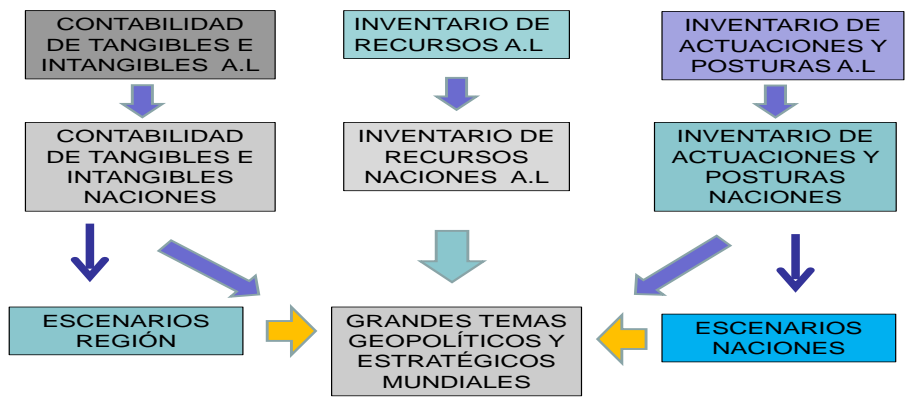 CONTABILIDAD
DE TANGIBLES E
INTANGIBLES A.L
INVENTARIO DE
RECURSOS A.L
INVENTARIO DE
ACTUACIONES Y
POSTURAS A.L
CONTABILIDAD
DE TANGIBLES E
INTANGIBLES
NACIONES
INVENTARIO DE
RECURSOS
NACIONES A.L
INVENTARIO DE
ACTUACIONES Y
POSTURAS
NACIONES
ESCENARIOS
REGIÓN
GRANDES TEMAS
GEOPOLÍTICOS Y
ESTRATÉGICOS
MUNDIALES
ESCENARIOS
NACIONES